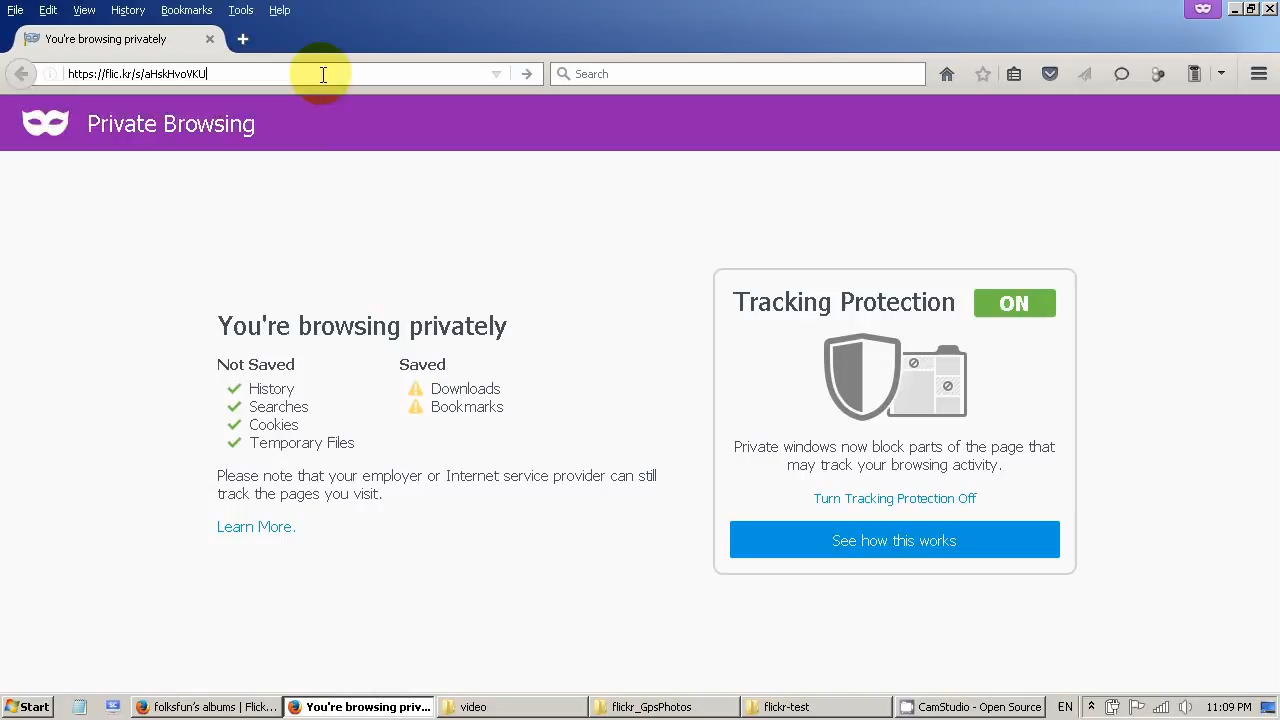 File Edit View History Bookmarks Tools Help
You're browsing privately
https://flic.kr/s/aHskHvoVKU
Search
Private Browsing
You're browsing privately
Not Saved Saved
History Downloads
Searches Bookmarks
Cookies
Temporary Files
Please note that your employer or Internet service provider can still
track the pages you visit.
Learn More.
Tracking Protection ON
Private windows now block parts of the page that
may track your browsing activity.
Turn Tracking Protection Off
See how this works
Start folksfun's albums | Flick... You're browsing priv... video flickr_GpsPhotos flickr-test CamStudio - Open Source EN 11:09 PM